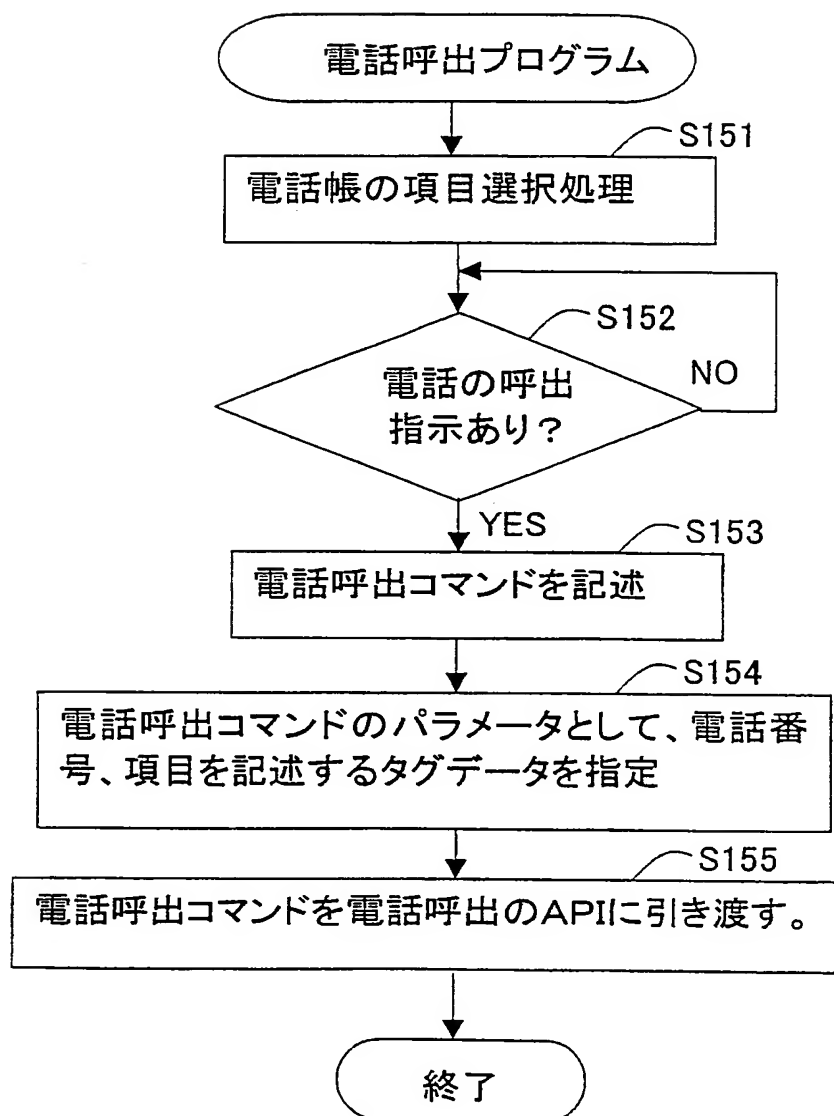 電話呼出プログラム
S151
電話帳の項目選択処理
S152
電話の呼出
指示あり？
NO
YES
S153
電話呼出コマンドを記述
S154
電話呼出コマンドのパラメータとして、電話番
号、項目を記述するタグデータを指定
S155
電話呼出コマンドを電話呼出のAPIに引き渡す。
終了